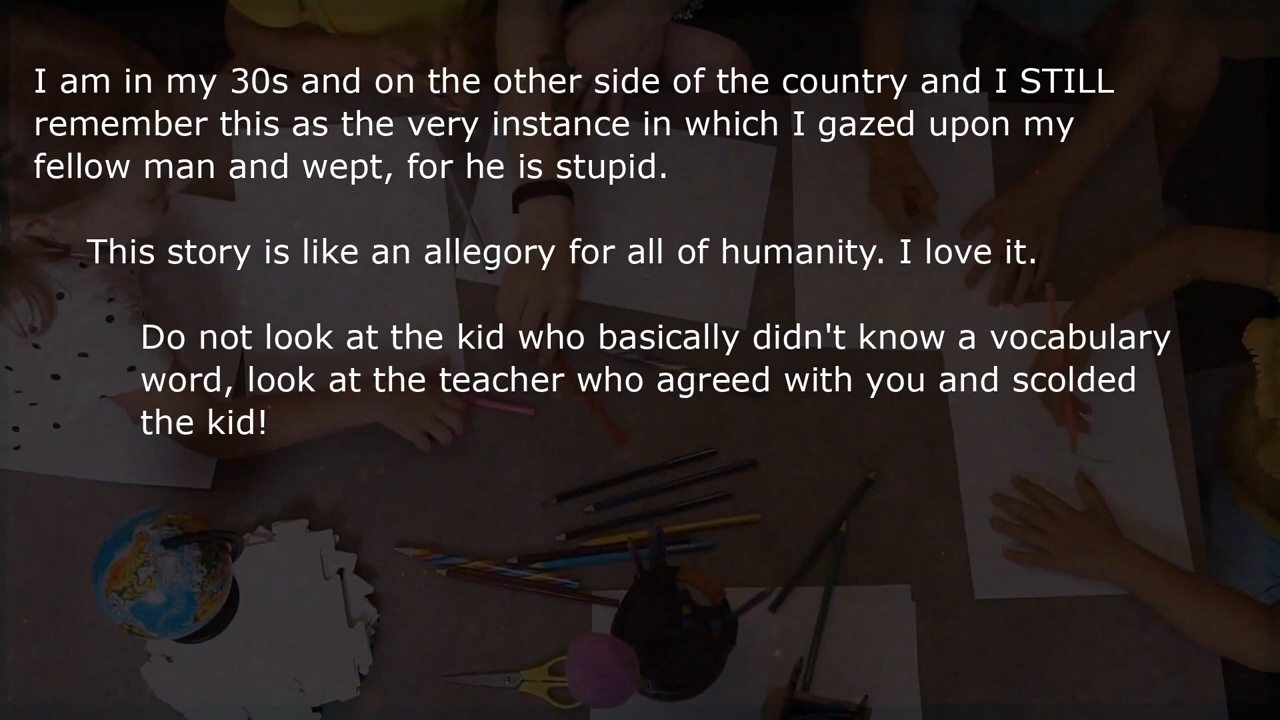 I am in my 30s and on the other side of the country and I STILL
remember this as the very instance in which I gazed upon my
fellow man and wept, for he is stupid.
This story is like an allegory for all of humanity. I love it.
Do not look at the kid who basically didn't know a vocabulary
word, look at the teacher who agreed with you and scolded
the kid!